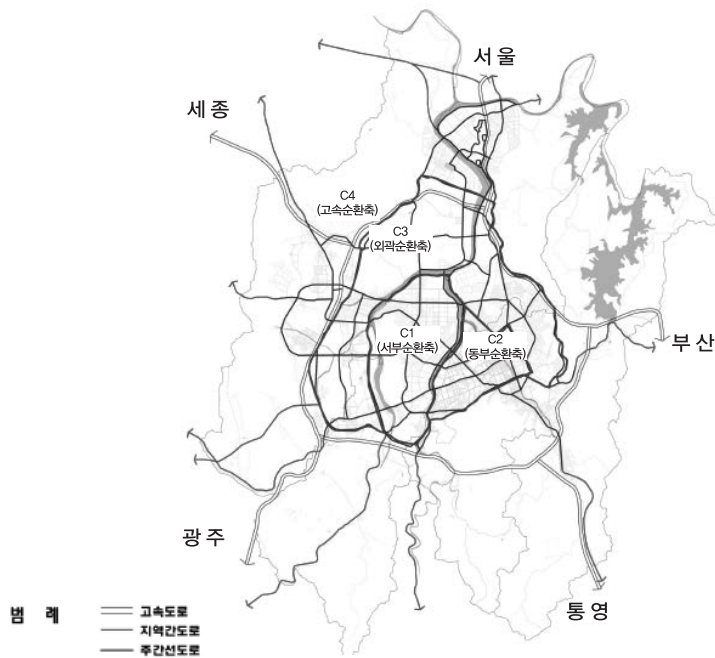 서울
세종
C4
(고속순환축)
C3
(외곽순환축)
C1
(서부순환축)
C2
(동부순환축)
부산
광주
통영
범 례
고속도로
지역간도로
주간선도로